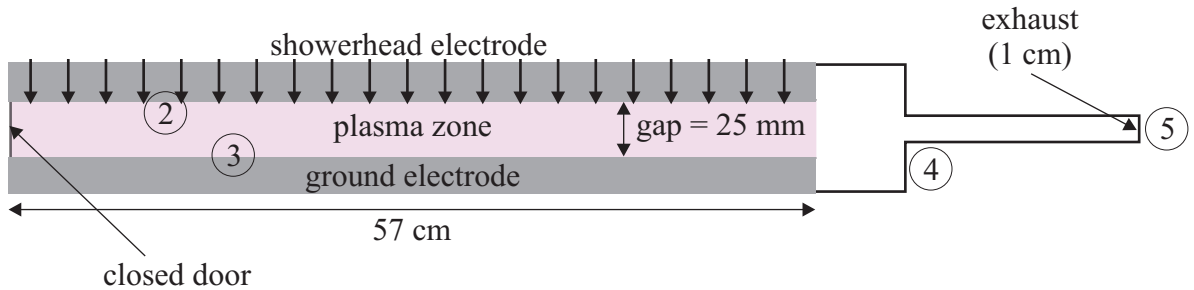 showerhead electrode
exhaust
(1 cm)
2
plasma zone
gap = 25 mm
5
3
4
ground electrode
57 cm
closed door